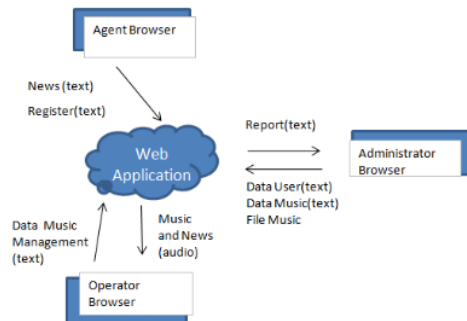 Agent Browser
News (text)
Register(text)
Web
Application
Report(text)
Administrator
Browser
Data User(text)
Data Music(text)
File Music
Data Music
Management
(text)
Music
and News
(audio)
Operator
Browser